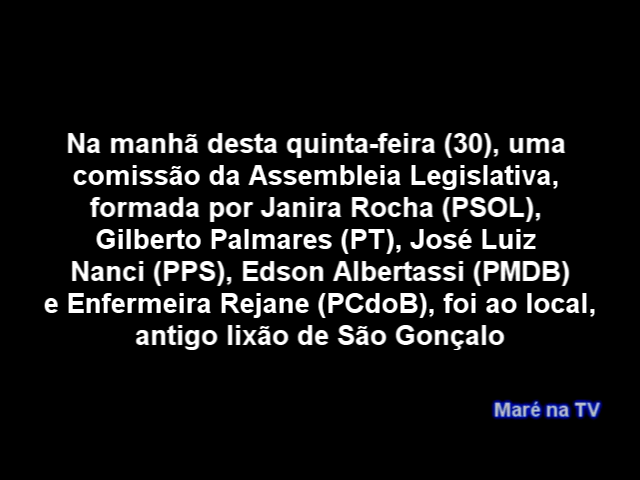 Na manhã desta quinta-feira (30), uma
comissão da Assembleia Legislativa,
formada por Janira Rocha (PSOL),
Gilberto Palmares (PT), José Luiz
Nanci (PPS), Edson Albertassi (PMDB)
e Enfermeira Rejane (PCdoB), foi ao local,
antigo lixão de São Gonçalo
Maré na TV